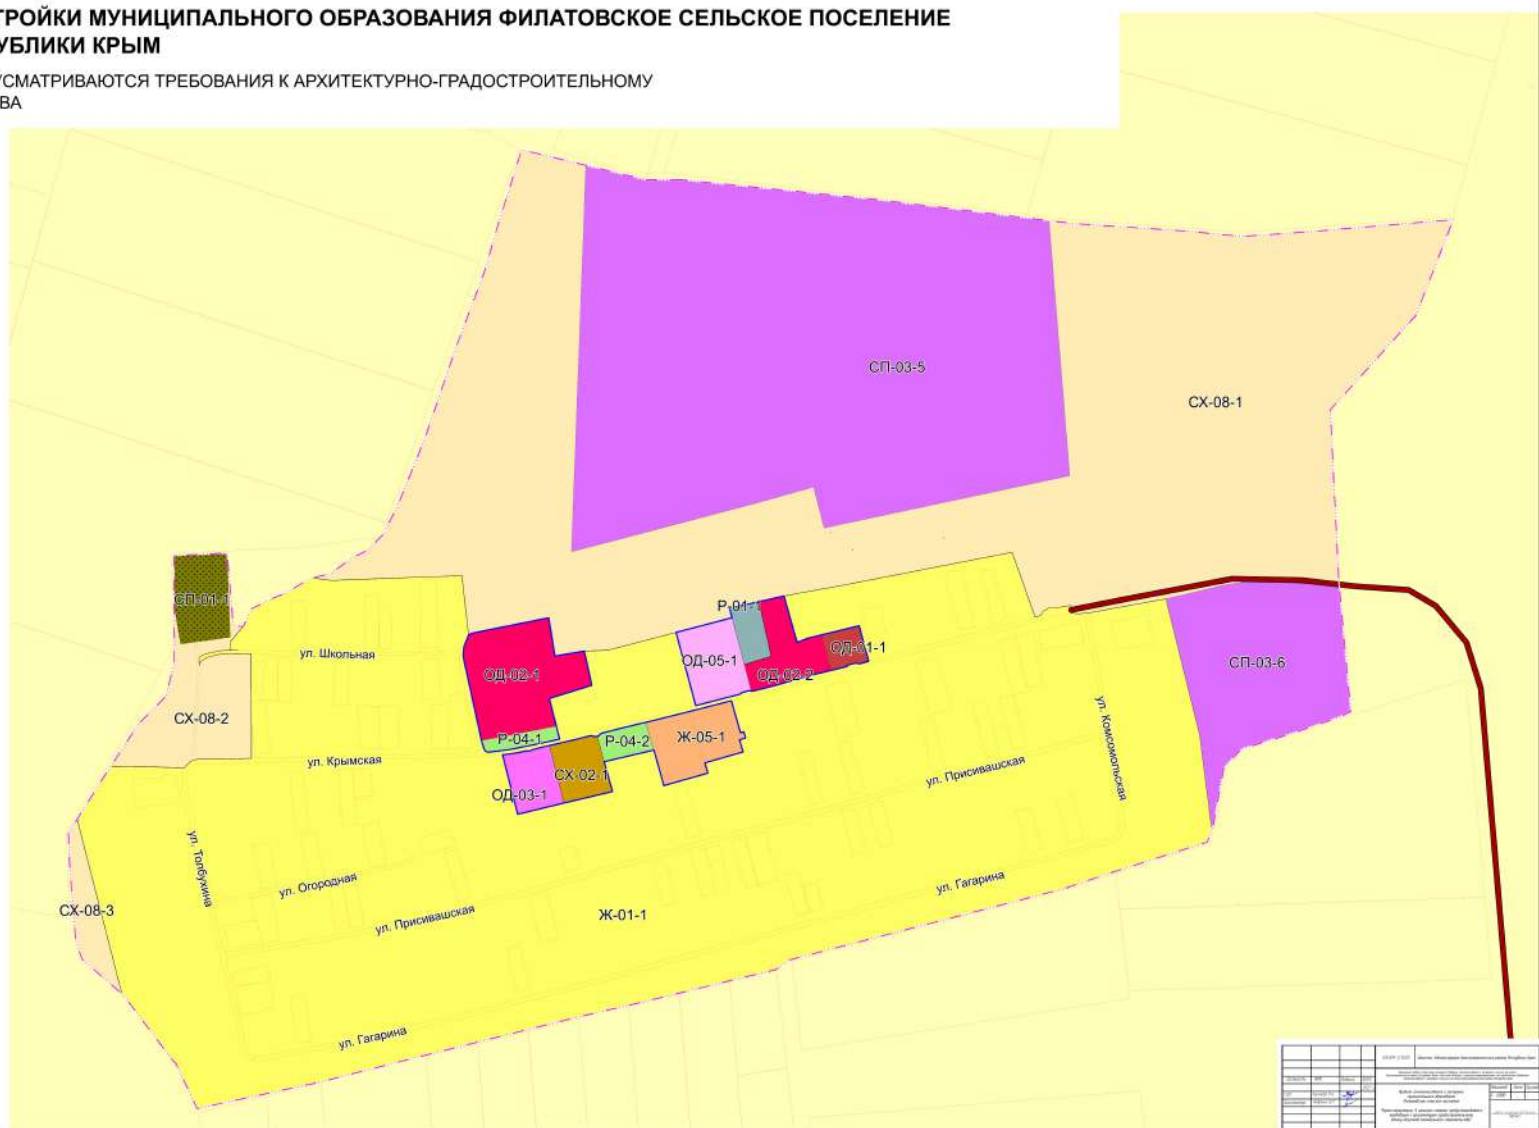 ТРОЙКИ МУНИЦИПАЛЬНОГО ОБРАЗОВАНИЯ ФИЛАТОВСКОЕ СЕЛЬСКОЕ ПОСЕЛЕНИЕ
УБЛИКИ КРЫМ
УСМАТРИВАЮТСЯ ТРЕБОВАНИЯ К АРХИТЕКТУРНО-ГРАДОСТРОИТЕЛЬНОМУ
ВА
СП-03-5
СХ-08-1
СП-01-1
Р-01-1
ул. Школьная
ОД-02-1
ОД-05-1
ОД-02-2
ОД-01-1
СП-03-6
СХ-08-2
Р-04-1
Р-04-2
Ж-05-1
ул. Комсомольская
ул. Крымская
СХ-02-1
ул. Присивашская
ОД-03-1
ул. Толбухина
ул. Огородная
ул. Гагарина
СХ-08-3
ул. Присивашская
Ж-01-1
ул. Гагарина